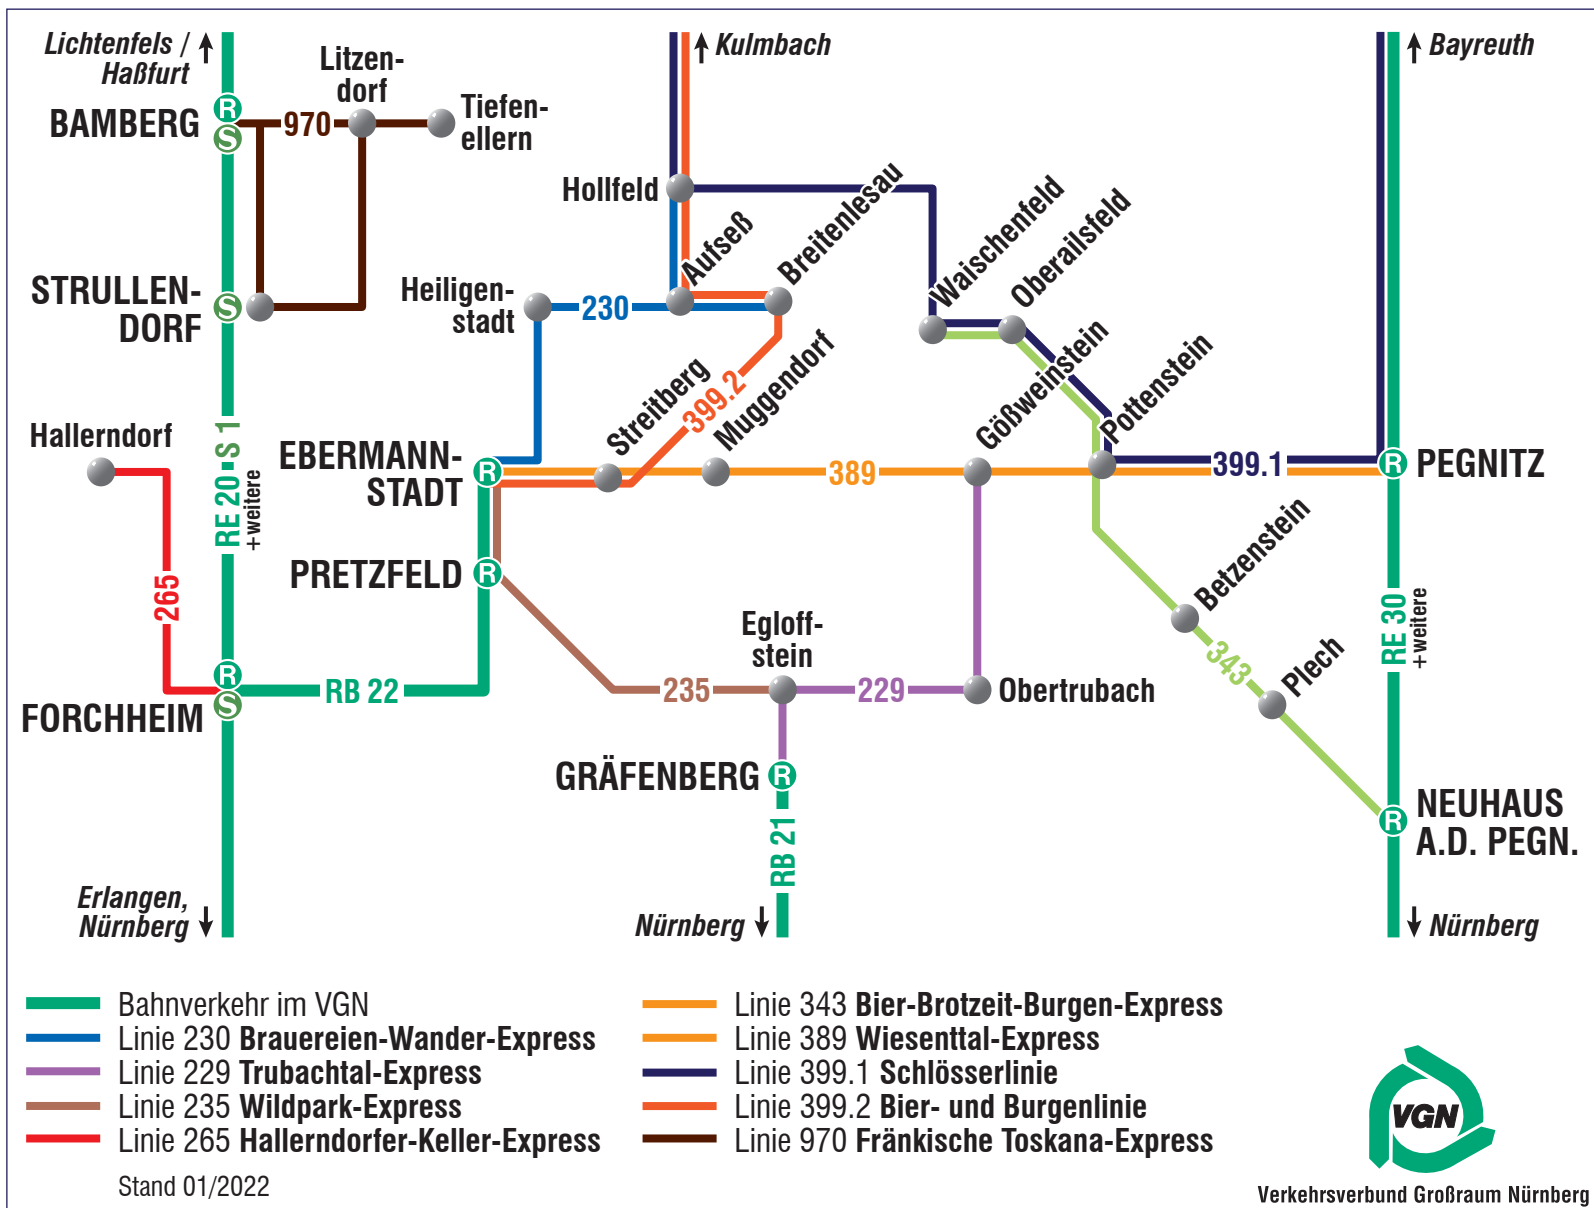 Lichtenfels /
Haßfurt
Kulmbach
Bayreuth
Litzen-
dorf
Tiefen-
ellern
R
S
BAMBERG
970
Hollfeld
Aufseß
Breitenlesau
Waischenfeld
Oberailsfeld
STRULLEN-
DORF
S
Heiligen-
stadt
230
Streitberg
399.2
Muggendorf
Gößweinstein
Pottenstein
Hallerndorf
RE 20 S 1
+weitere
EBERMANN-
STADT
R
389
399.1
R
PEGNITZ
265
PRETZFELD
R
Betzenstein
343
Plech
RE 30
+weitere
Egloff-
stein
R
S
FORCHHEIM
RB 22
235
229
Obertrubach
GRÄFENBERG
R
RB 21
R
NEUHAUS
A.D. PEGN.
Erlangen,
Nürnberg
Nürnberg
Nürnberg
Bahnverkehr im VGN
Linie 230 Brauereien-Wander-Express
Linie 229 Trubachtal-Express
Linie 235 Wildpark-Express
Linie 265 Hallerndorfer-Keller-Express
Linie 343 Bier-Brotzeit-Burgen-Express
Linie 389 Wiesenttal-Express
Linie 399.1 Schlösserlinie
Linie 399.2 Bier- und Burgenlinie
Linie 970 Fränkische Toskana-Express
Stand 01/2022
VGN
Verkehrsverbund Großraum Nürnberg